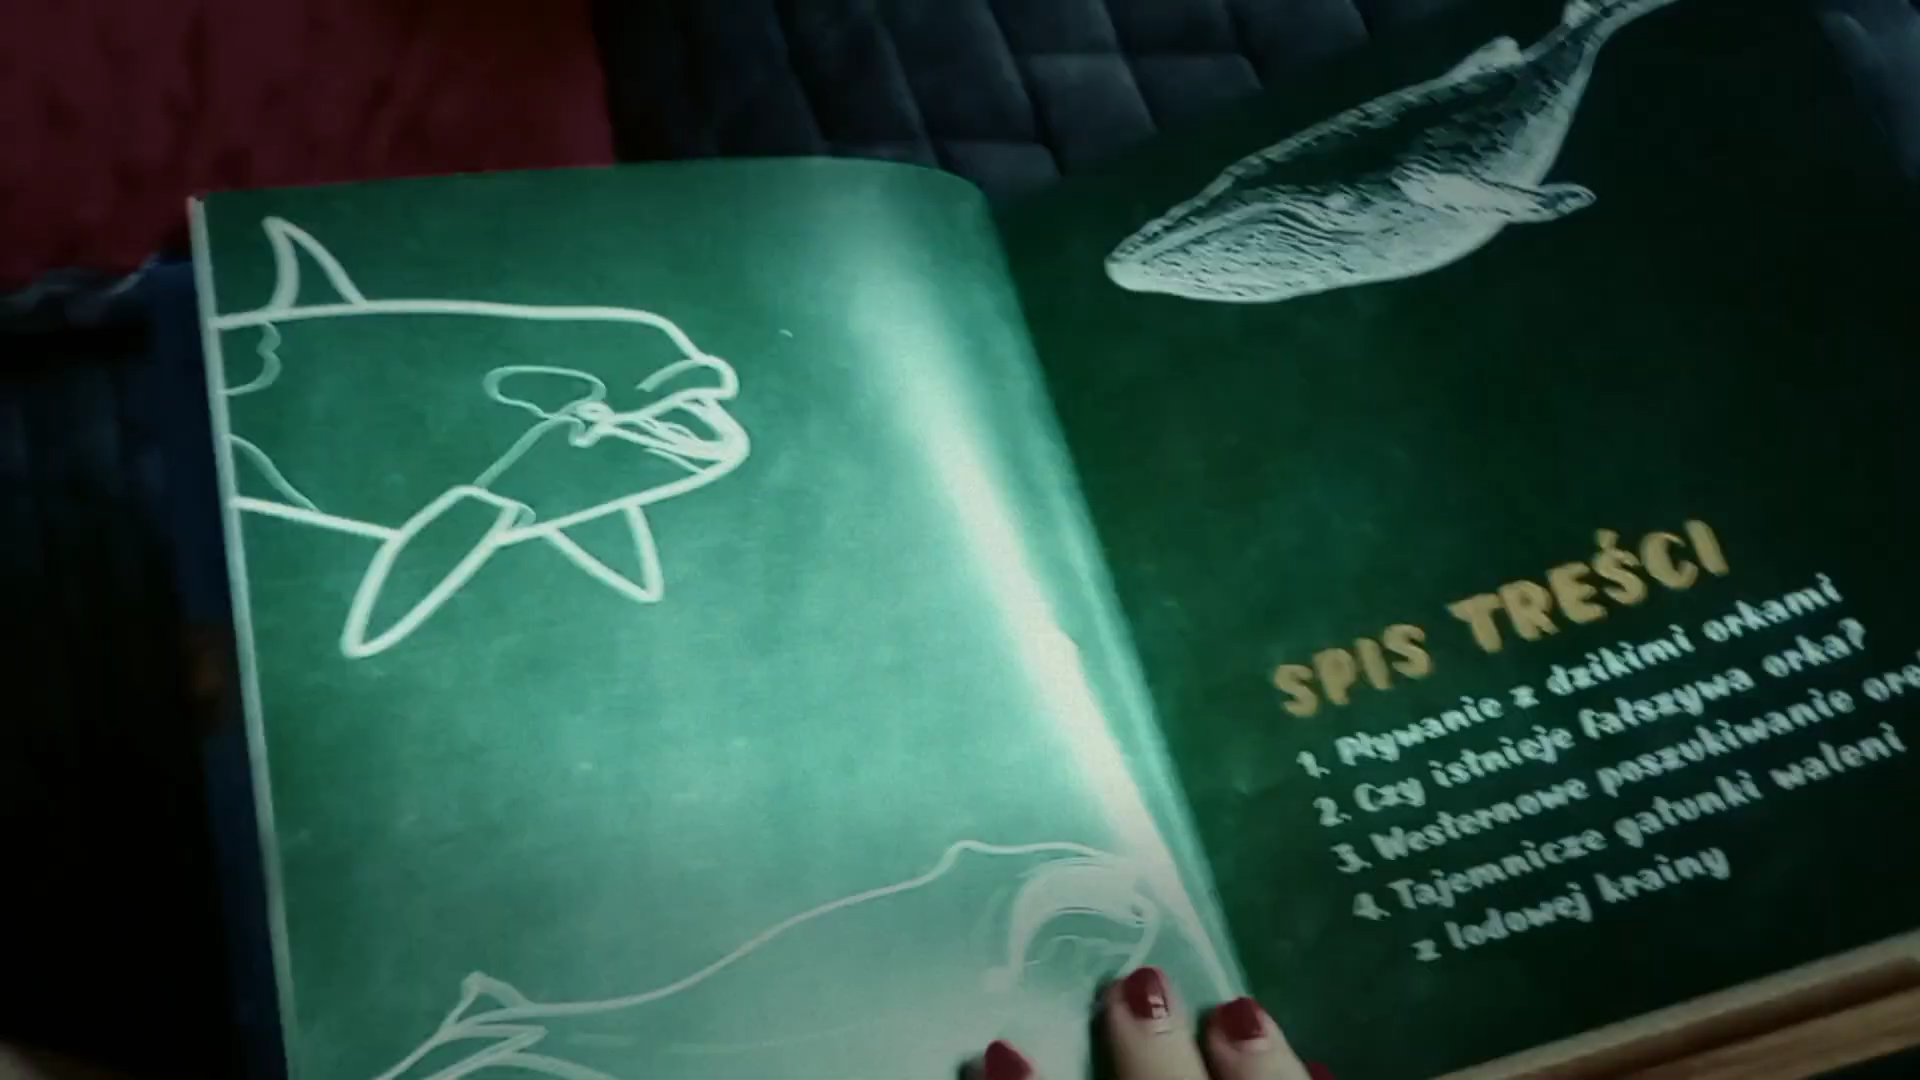 SPIS TREŚCI
1. Pływanie z dzikimi orkami
2. Czy istnieje fałszywa orka?
3. Westernowe poszukiwanie
4. Tajemnicze gatunki waleni
z lodowej krainy